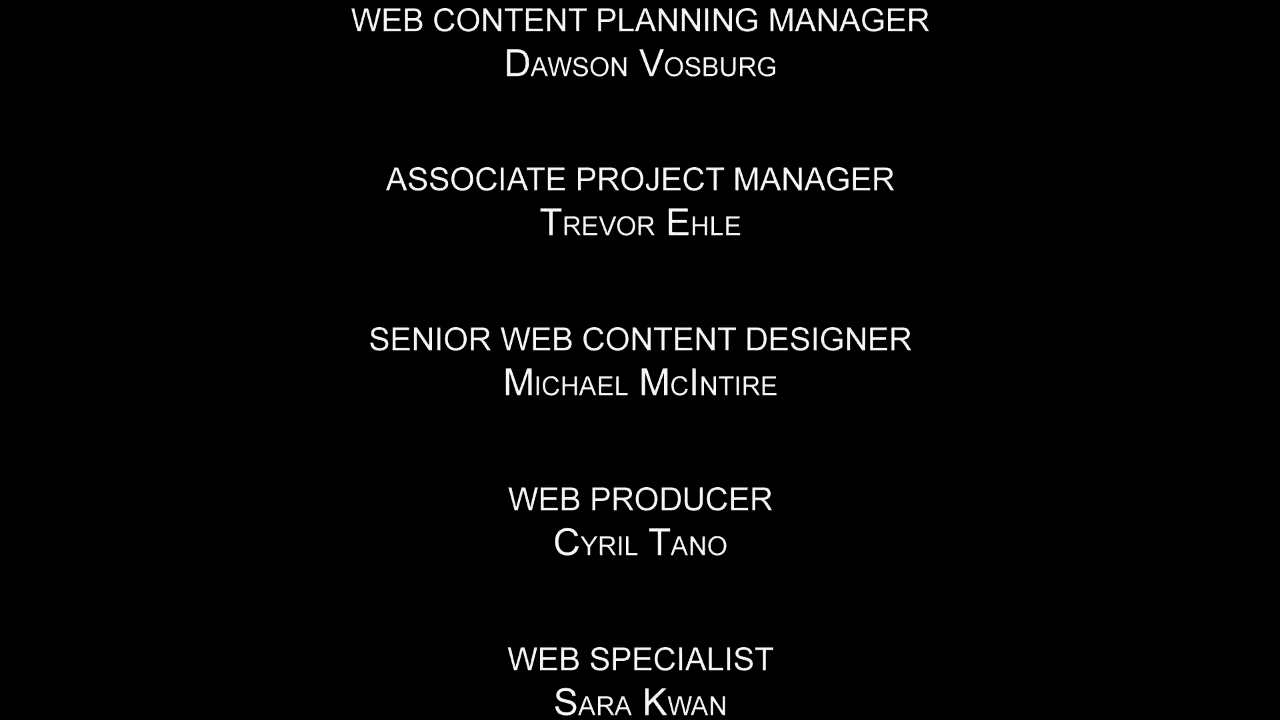 WEB CONTENT PLANNING MANAGER
Dawson Vosburg
ASSOCIATE PROJECT MANAGER
Trevor Ehle
SENIOR WEB CONTENT DESIGNER
Michael McIntire
WEB PRODUCER
Cyril Tano
WEB SPECIALIST
Sara Kwan